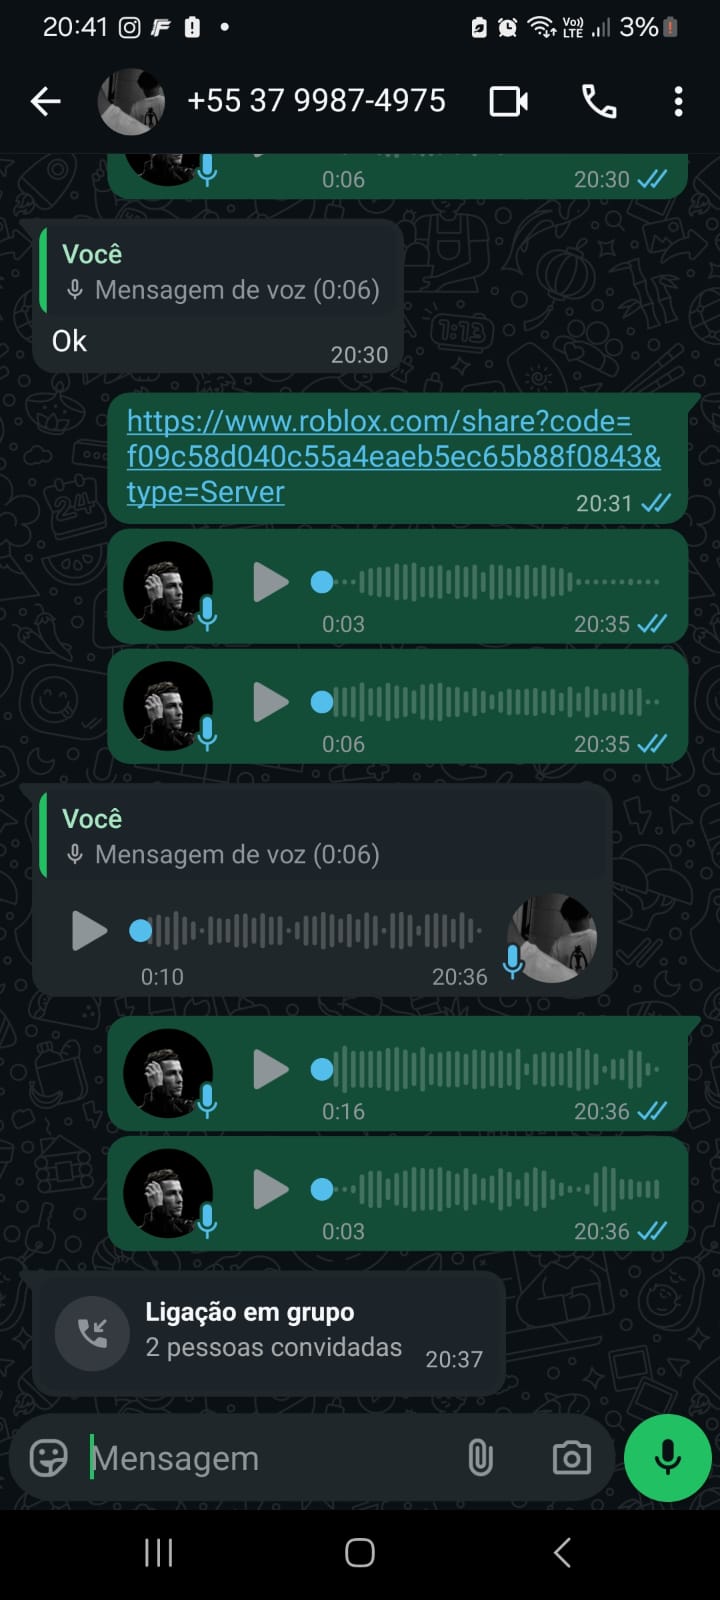 20:41
Vo))
LTE
3%
+55 37 9987-4975
0:06
20:30
Você
Mensagem de voz (0:06)
Ok
20:30
https://www.roblox.com/share?code=
f09c58d040c55a4eaeb5ec65b88f0843&
type=Server
20:31
0:03
20:35
0:06
20:35
Você
Mensagem de voz (0:06)
0:10
20:36
0:16
20:36
0:03
20:36
Ligação em grupo
2 pessoas convidadas
20:37
Mensagem